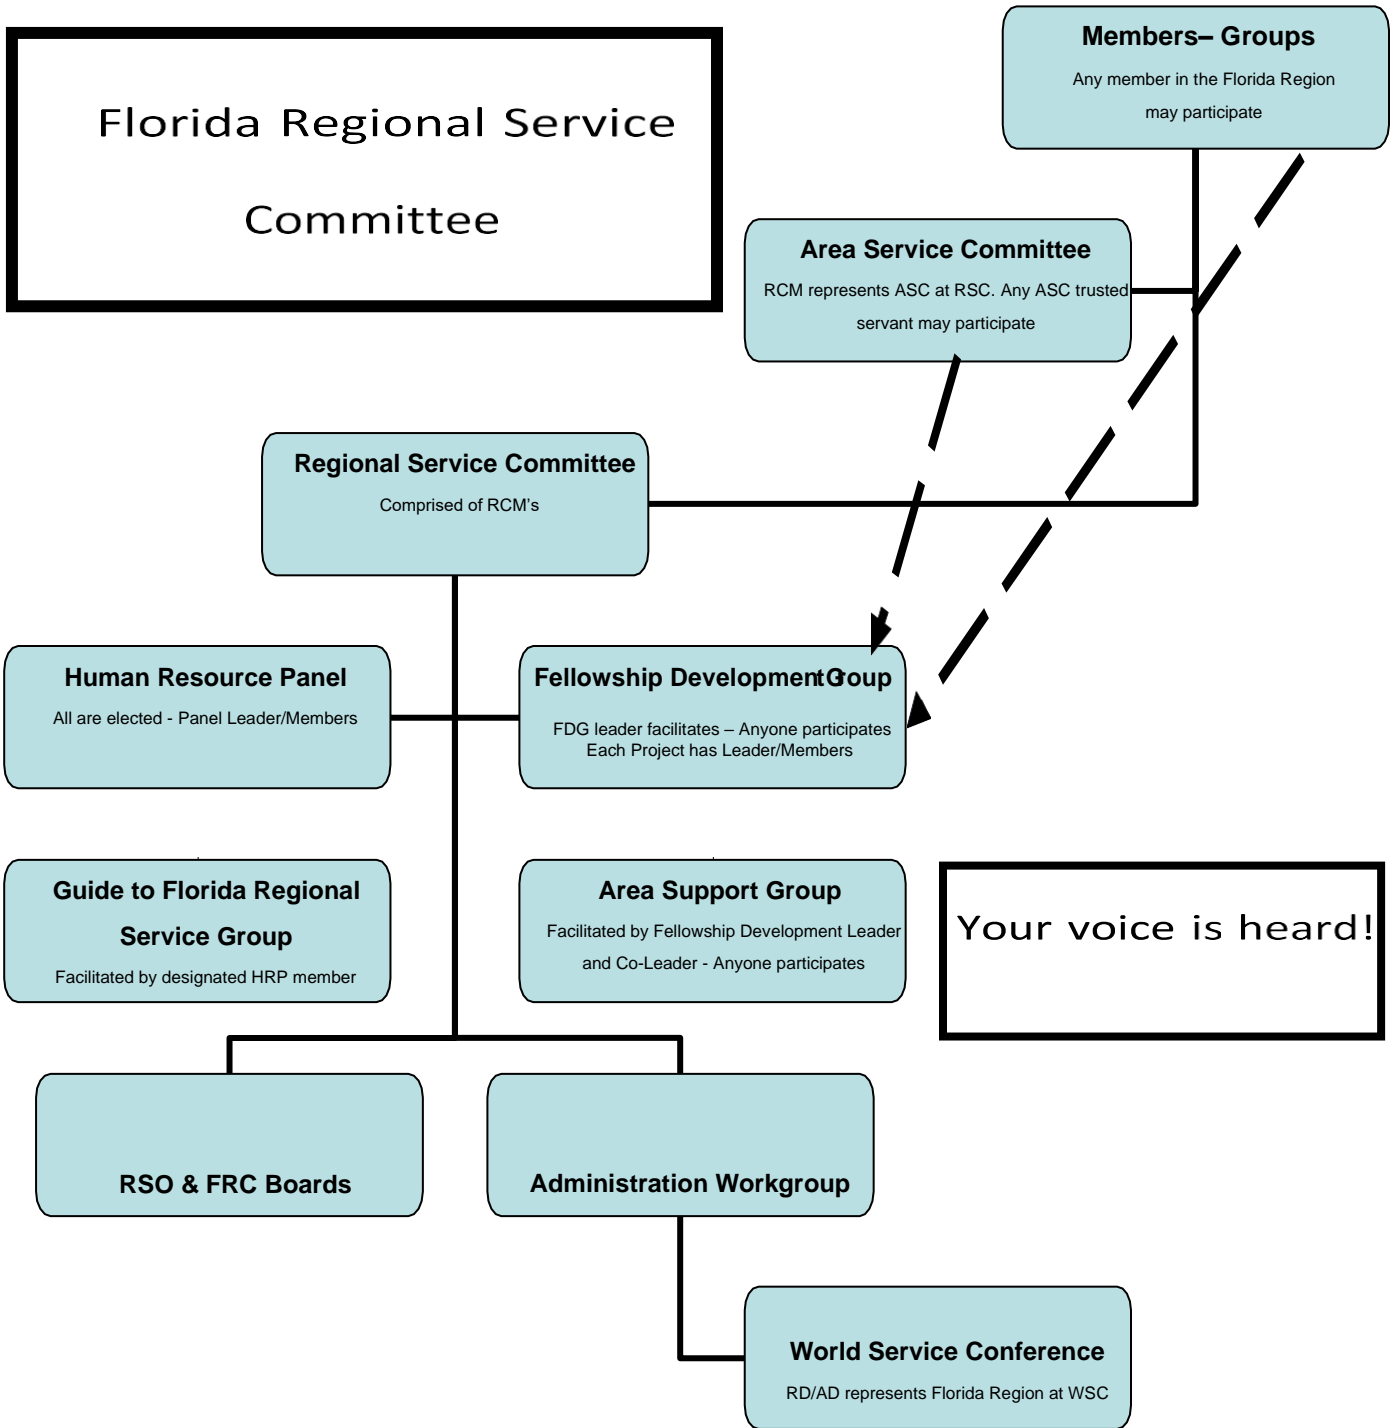 Florida Regional Service
Committee
Members– Groups
Any member in the Florida Region
may participate
Area Service Committee
RCM represents ASC at RSC. Any ASC trusted
servant may participate
Regional Service Committee
Comprised of RCM’s
Human Resource Panel
All are elected - Panel Leader/Members
Fellowship Development Group
FDG leader facilitates – Anyone participates
Each Project has Leader/Members
Guide to Florida Regional
Service Group
Facilitated by designated HRP member
Area Support Group
Facilitated by Fellowship Development Leader
and Co-Leader - Anyone participates
Your voice is heard!
RSO & FRC Boards
Administration Workgroup
World Service Conference
RD/AD represents Florida Region at WSC